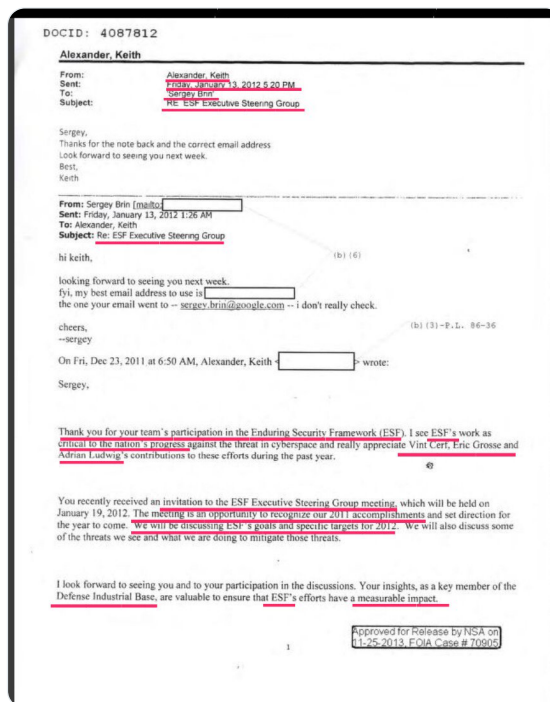 DOCID: 4087812
Alexander, Keith
From: Alexander, Keith
Sent: Friday, January 13, 2012 5 20 PM
To: 'Sergey Brin'
Subject: RE ESF Executive Steering Group
Sergey,
Thanks for the note back and the correct email address
Look forward to seeing you next week.
Best,
Keith
From: Sergey Brin [mailto:
Sent: Friday, January 13, 2012 1:26 AM
To: Alexander, Keith
Subject: Re: ESF Executive Steering Group
hi keith,
(b) (6)
looking forward to seeing you next week.
fyi, my best email address to use is
the one your email went to -- sergey.brin@google.com -- i don't really check.
cheers,
(b) (3)-P.L. 86-36
--sergey
On Fri, Dec 23, 2011 at 6:50 AM, Alexander, Keith < > wrote:
Sergey,
Thank you for your team's participation in the Enduring Security Framework (ESF). I see ESF's work as
critical to the nation's progress against the threat in cyberspace and really appreciate Vint Cerf, Eric Grosse and
Adrian Ludwig's contributions to these efforts during the past year.
You recently received an invitation to the ESF Executive Steering Group meeting, which will be held on
January 19, 2012. The meeting is an opportunity to recognize our 2011 accomplishments and set direction for
the year to come. We will be discussing ESF's goals and specific targets for 2012. We will also discuss some
of the threats we see and what we are doing to mitigate those threats.
I look forward to seeing you and to your participation in the discussions. Your insights, as a key member of the
Defense Industrial Base, are valuable to ensure that ESF's efforts have a measurable impact.
Approved for Release by NSA on
11-25-2013, FOIA Case # 70905
1